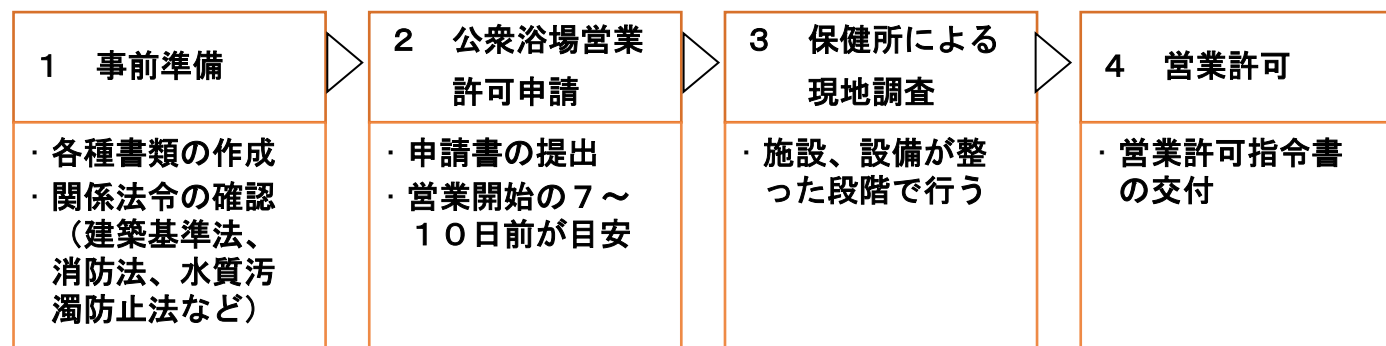 1 事前準備
・各種書類の作成
・関係法令の確認
（建築基準法、
消防法、水質汚
濁防止法など）
２ 公衆浴場営業
許可申請
・申請書の提出
・営業開始の７～
１０日前が目安
３ 保健所による
現地調査
・施設、設備が整
った段階で行う
４ 営業許可
・営業許可指令書
の交付